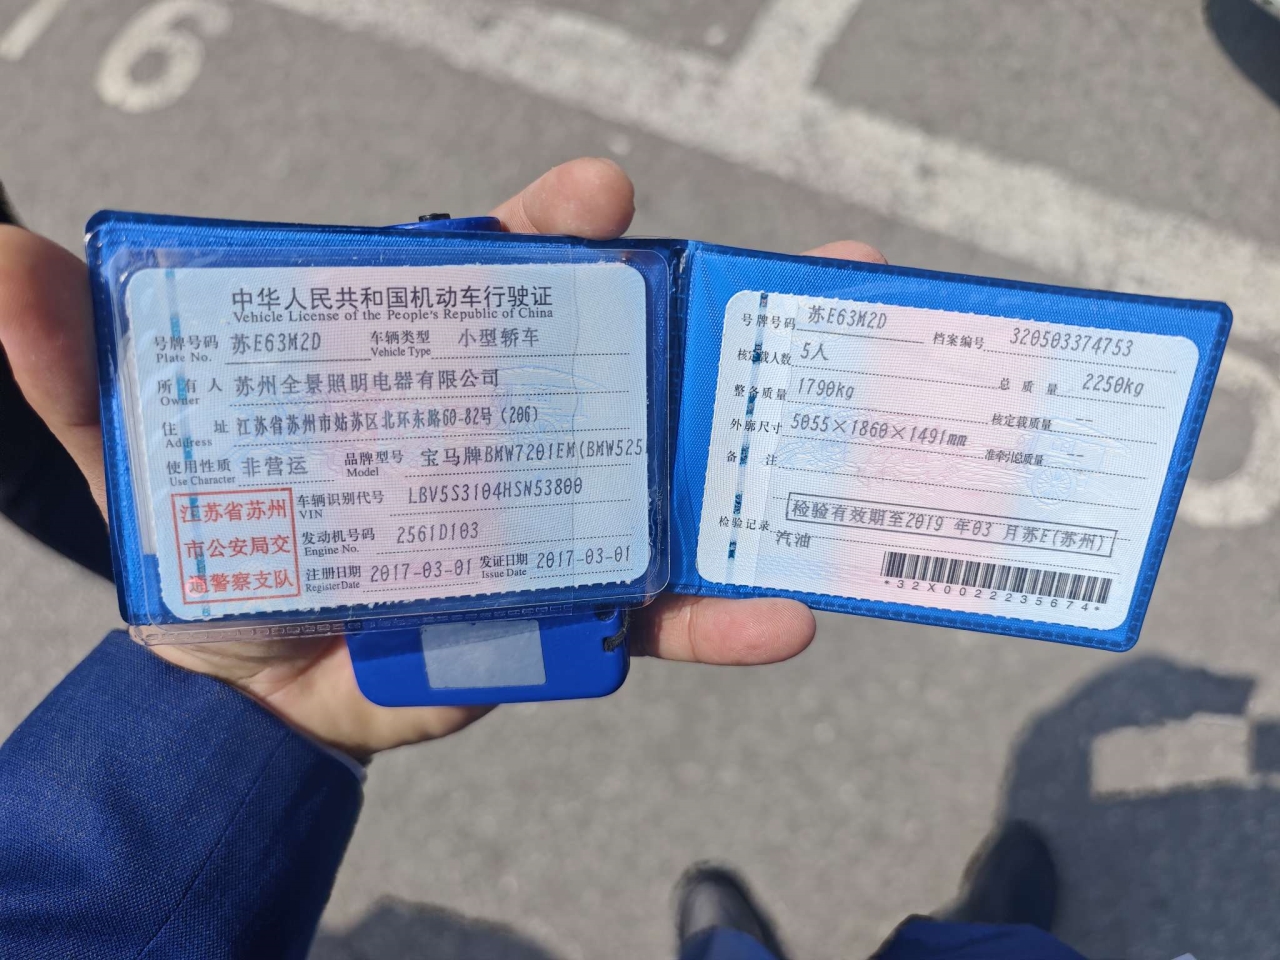 6
中华人民共和国机动车行驶证
Vehicle License of the People's Republic of China
号牌号码 苏E63M2D 车辆类型 小型轿车
Plate No. Vehicle Type
所有人 苏州全景照明电器有限公司
Owner
住址 江苏省苏州市姑苏区北环东路60-82号(206)
Address
使用性质 非营运 品牌型号 宝马牌BMW7201EM(BMW525
Use Character Model
江苏省苏州
市公安局交
通警察支队
车辆识别代号 LBV5S3104HSN53800
VIN
发动机号码 2561D103
Engine No.
注册日期 2017-03-01 发证日期 2017-03-01
Register Date Issue Date
号牌号码 苏E63M2D 档案编号 320503374753
核定载人数 5人 总质量 2250kg
整备质量 1790kg 核定载质量 --
外廓尺寸 5055×1860×1491mm 准牵引总质量 --
备注
检验有效期至2019年03月苏E(苏州)
检验记录 汽油
*32X0022235674*